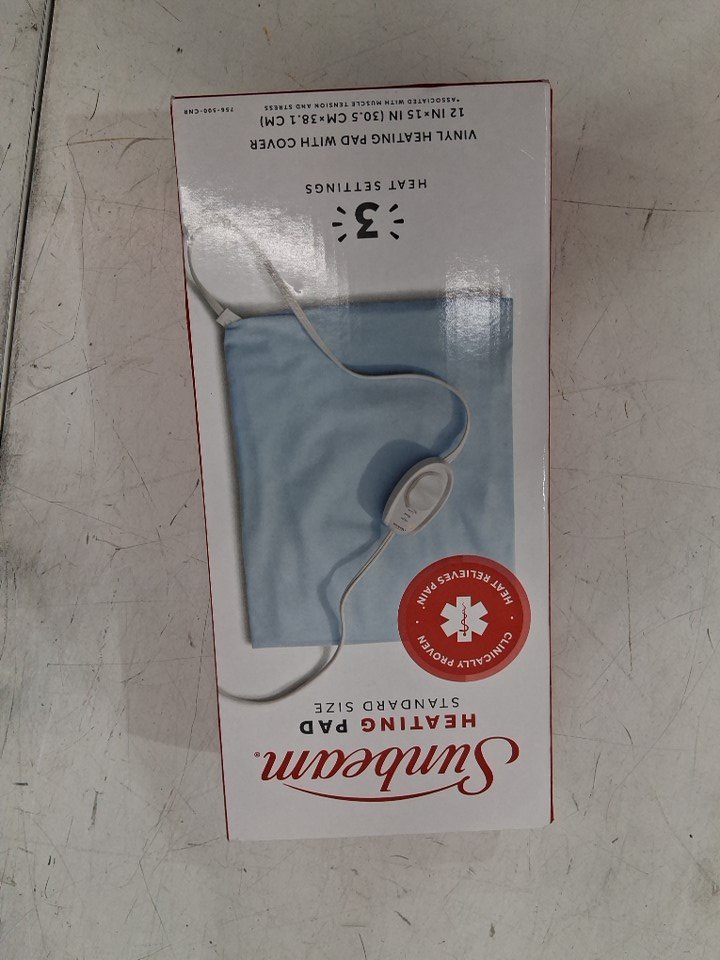 Sunbeam®
HEATING PAD
STANDARD SIZE
CLINICALLY PROVEN
HEAT RELIEVES PAIN*
3
HEAT SETTINGS
VINYL HEATING PAD WITH COVER
12 IN×15 IN (30.5 CM×38.1 CM)
*ASSOCIATED WITH MUSCLE TENSION AND STRESS
756-500-CNR